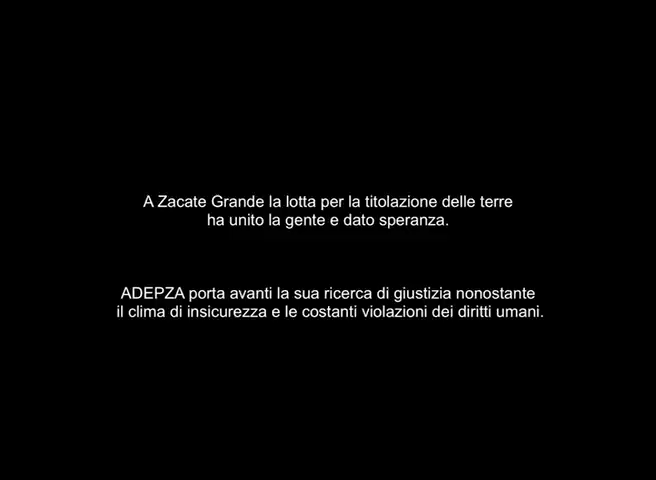 A Zacate Grande la lotta per la titolazione delle terre
ha unito la gente e dato speranza.
ADEPZA porta avanti la sua ricerca di giustizia nonostante
il clima di insicurezza e le costanti violazioni dei diritti umani.